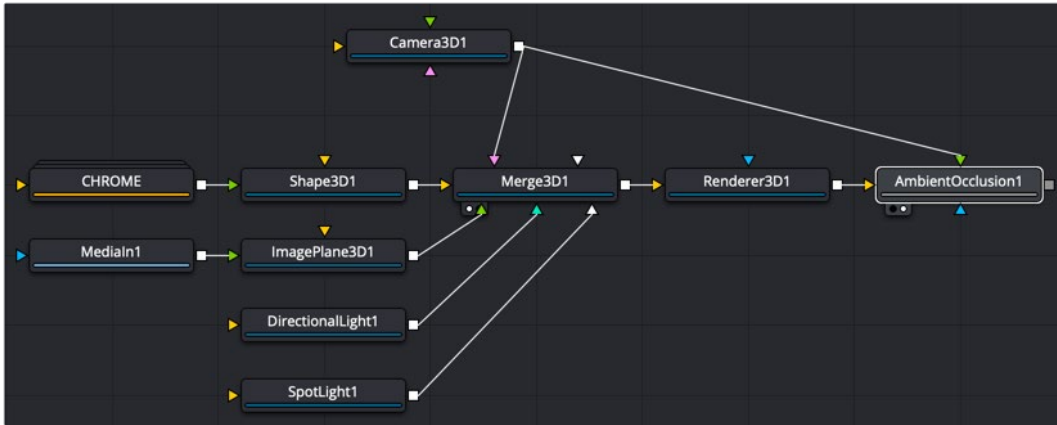 Camera3D1
CHROME
Shape3D1
Merge3D1
Renderer3D1
AmbientOcclusion1
MediaIn1
ImagePlane3D1
DirectionalLight1
SpotLight1